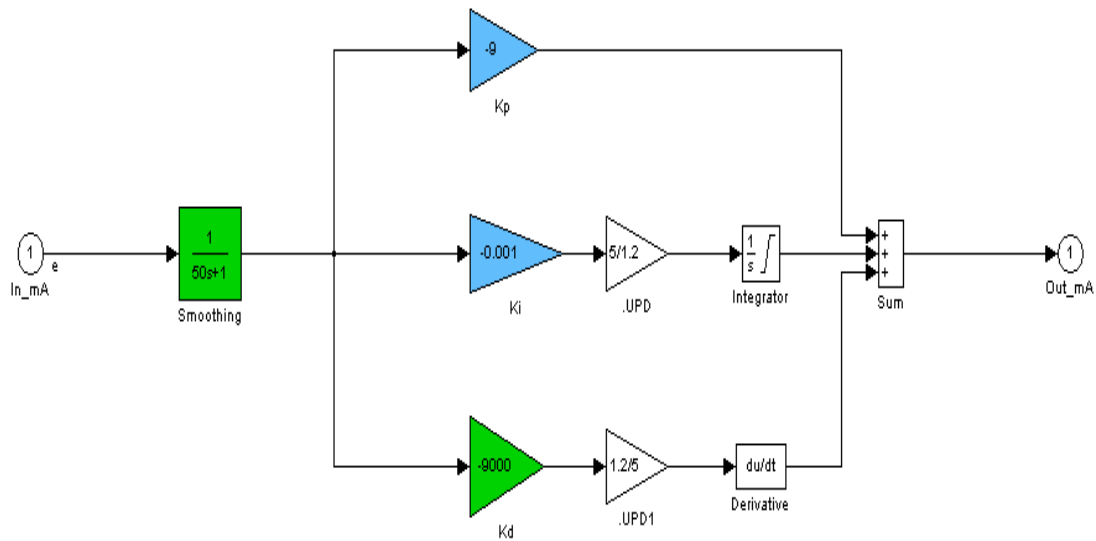 -9
Kp
1
e
In_mA
1
50s+1
Smoothing
-0.001
Ki
5/1.2
.UPD
1
s
Integrator
+
+
+
Sum
1
Out_mA
-9000
Kd
1.2/5
.UPD1
du/dt
Derivative